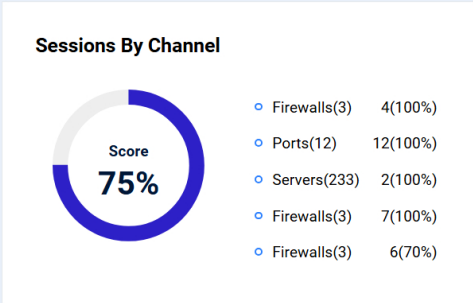 Sessions By Channel
Score
75%
Firewalls(3) 4(100%)
Ports(12) 12(100%)
Servers(233) 2(100%)
Firewalls(3) 7(100%)
Firewalls(3) 6(70%)